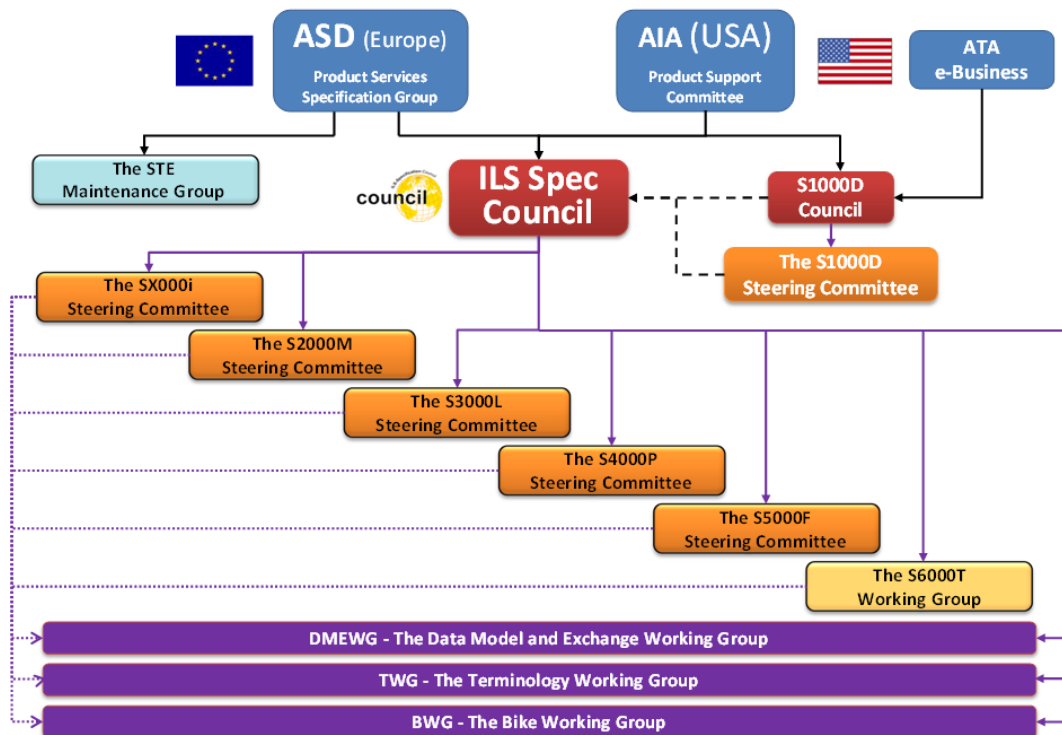 ASD (Europe)
Product Services
Specification Group
AIA (USA)
Product Support
Committee
ATA
e-Business
The STE
Maintenance Group
council
ILS Spec
Council
S1000D
Council
The S1000D
Steering Committee
The SX000i
Steering Committee
The S2000M
Steering Committee
The S3000L
Steering Committee
The S4000P
Steering Committee
The S5000F
Steering Committee
The S6000T
Working Group
DMEWG - The Data Model and Exchange Working Group
TWG - The Terminology Working Group
BWG - The Bike Working Group